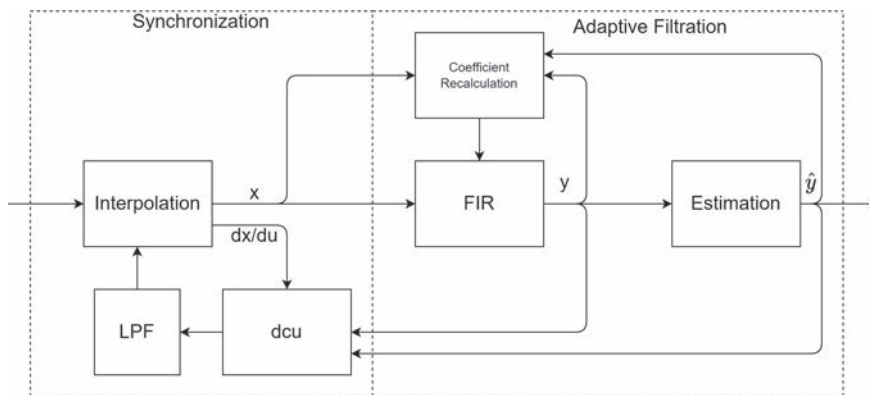 Synchronization
Adaptive Filtration
Coefficient
Recalculation
Interpolation
x
dx/du
FIR
y
Estimation
ŷ
LPF
dcu